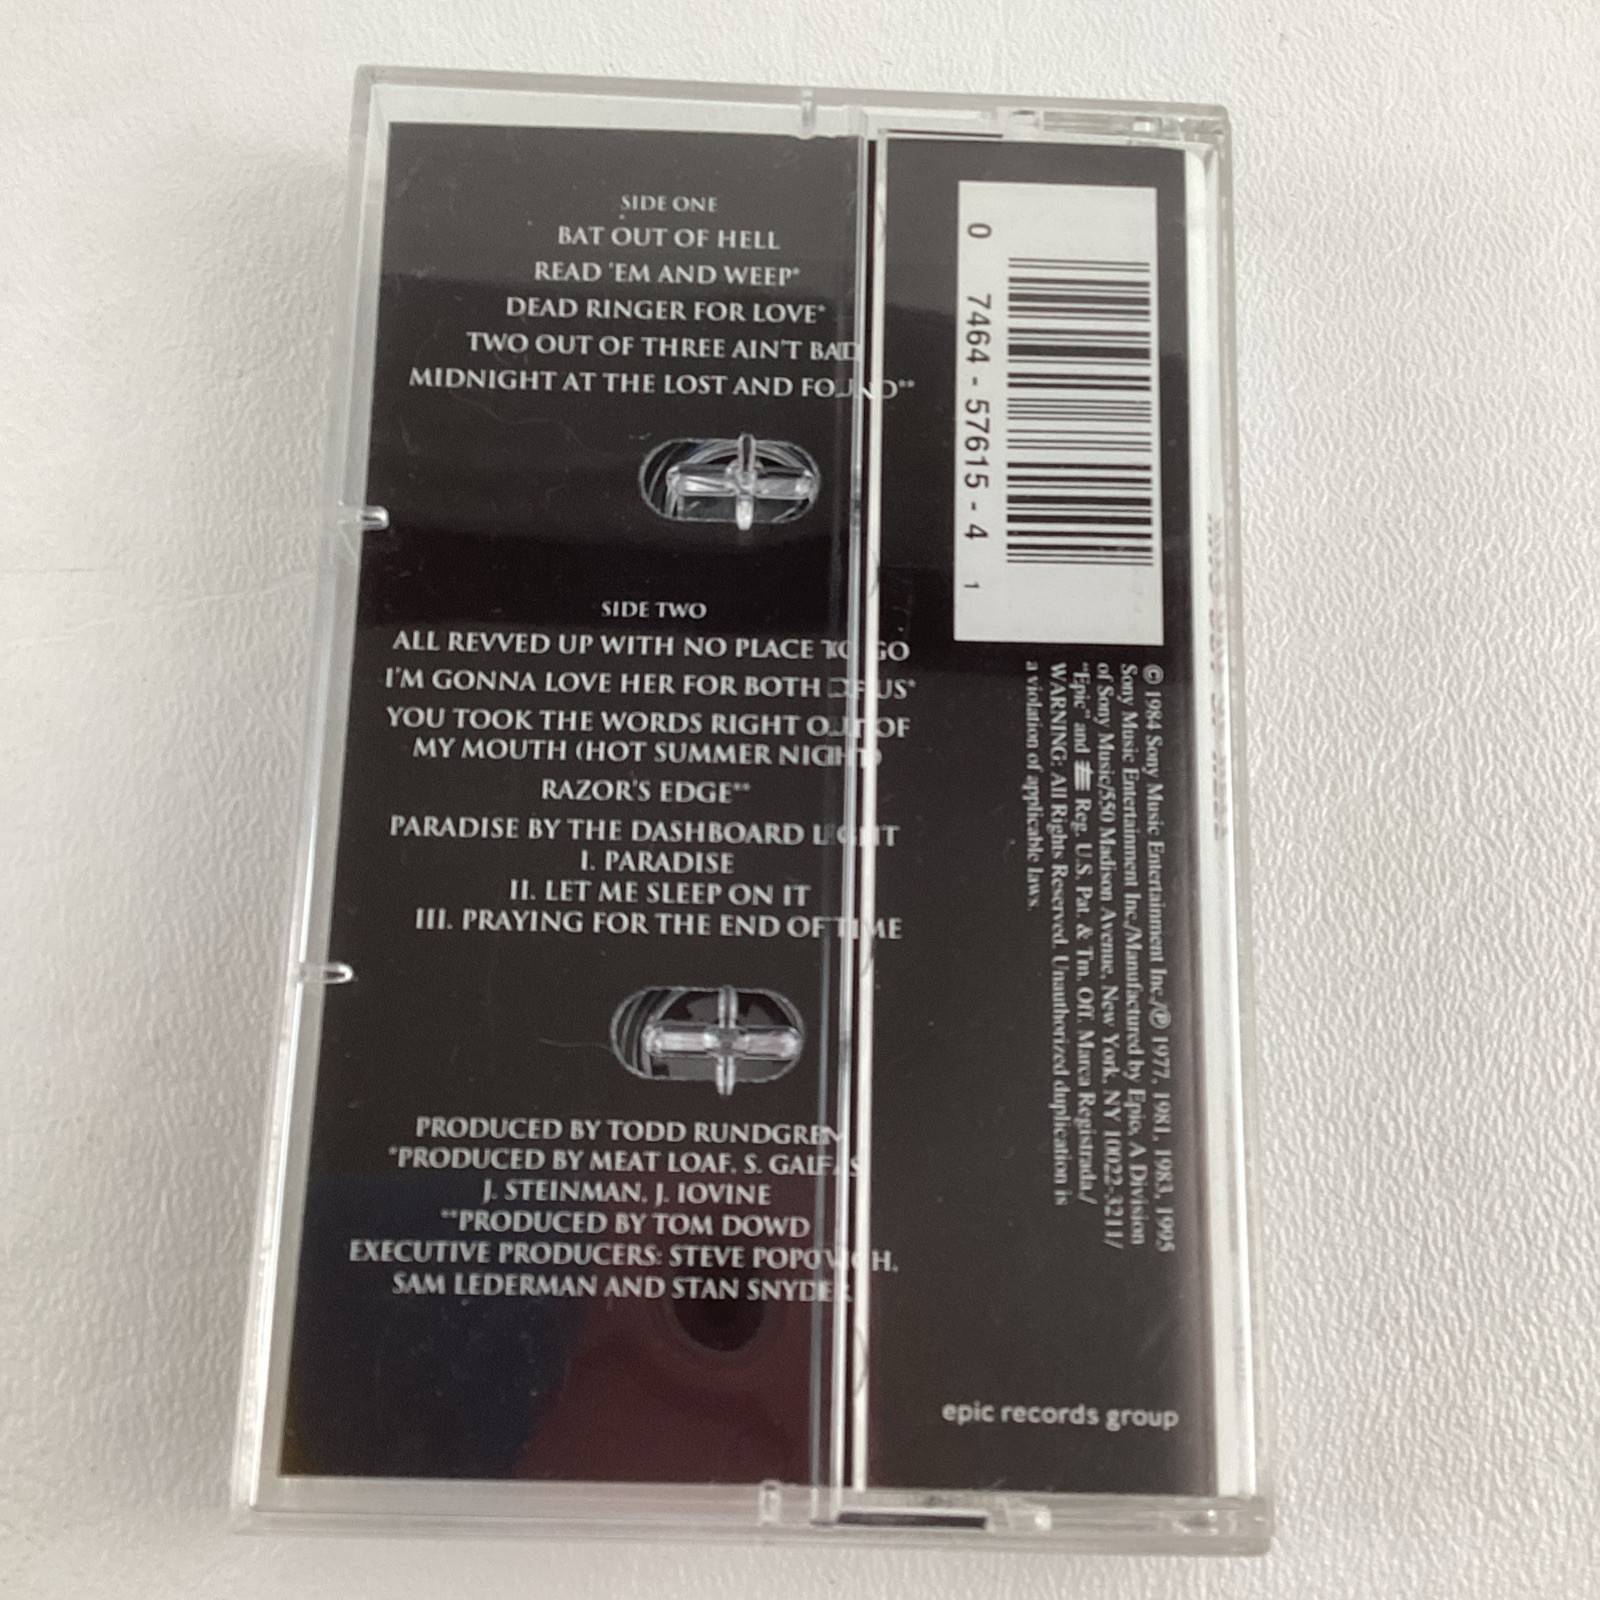 SIDE ONE
BAT OUT OF HELL
READ 'EM AND WEEP*
DEAD RINGER FOR LOVE*
TWO OUT OF THREE AIN'T BAD
MIDNIGHT AT THE LOST AND FOUND**
SIDE TWO
ALL REVVED UP WITH NO PLACE TO GO
I'M GONNA LOVE HER FOR BOTH OF US*
YOU TOOK THE WORDS RIGHT OUT OF
MY MOUTH (HOT SUMMER NIGHT)
RAZOR'S EDGE**
PARADISE BY THE DASHBOARD LIGHT
I. PARADISE
II. LET ME SLEEP ON IT
III. PRAYING FOR THE END OF TIME
PRODUCED BY TODD RUNDGREN
*PRODUCED BY MEAT LOAF, S. GALFAS
J. STEINMAN, J. IOVINE
**PRODUCED BY TOM DOWD
EXECUTIVE PRODUCERS: STEVE POPOVICH,
SAM LEDERMAN AND STAN SNYDER
0 7464-57615-4 1
© 1984 Sony Music Entertainment Inc./℗ 1977, 1981, 1983, 1995
Sony Music Entertainment Inc./Manufactured by Epic, A Division
of Sony Music/550 Madison Avenue, New York, NY 10022-3211/
"Epic" and Reg. U.S. Pat. & Tm. Off. Marca Registrada./
WARNING: All Rights Reserved. Unauthorized duplication is
a violation of applicable laws.
epic records group